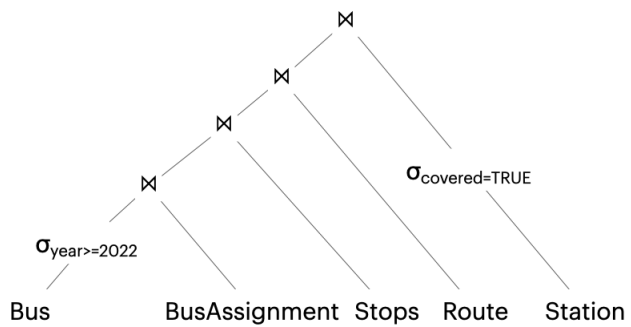 ⋈
⋈
⋈
σcovered=TRUE
⋈
σyear>=2022
Bus BusAssignment Stops Route Station